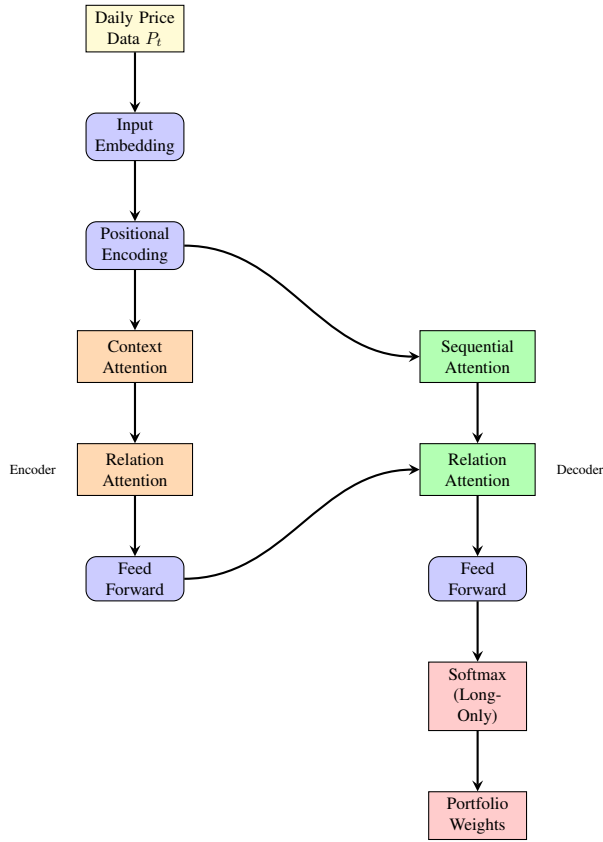 Daily Price
Data P_t
Input
Embedding
Positional
Encoding
Context
Attention
Sequential
Attention
Encoder
Relation
Attention
Relation
Attention
Decoder
Feed
Forward
Feed
Forward
Softmax
(Long-
Only)
Portfolio
Weights